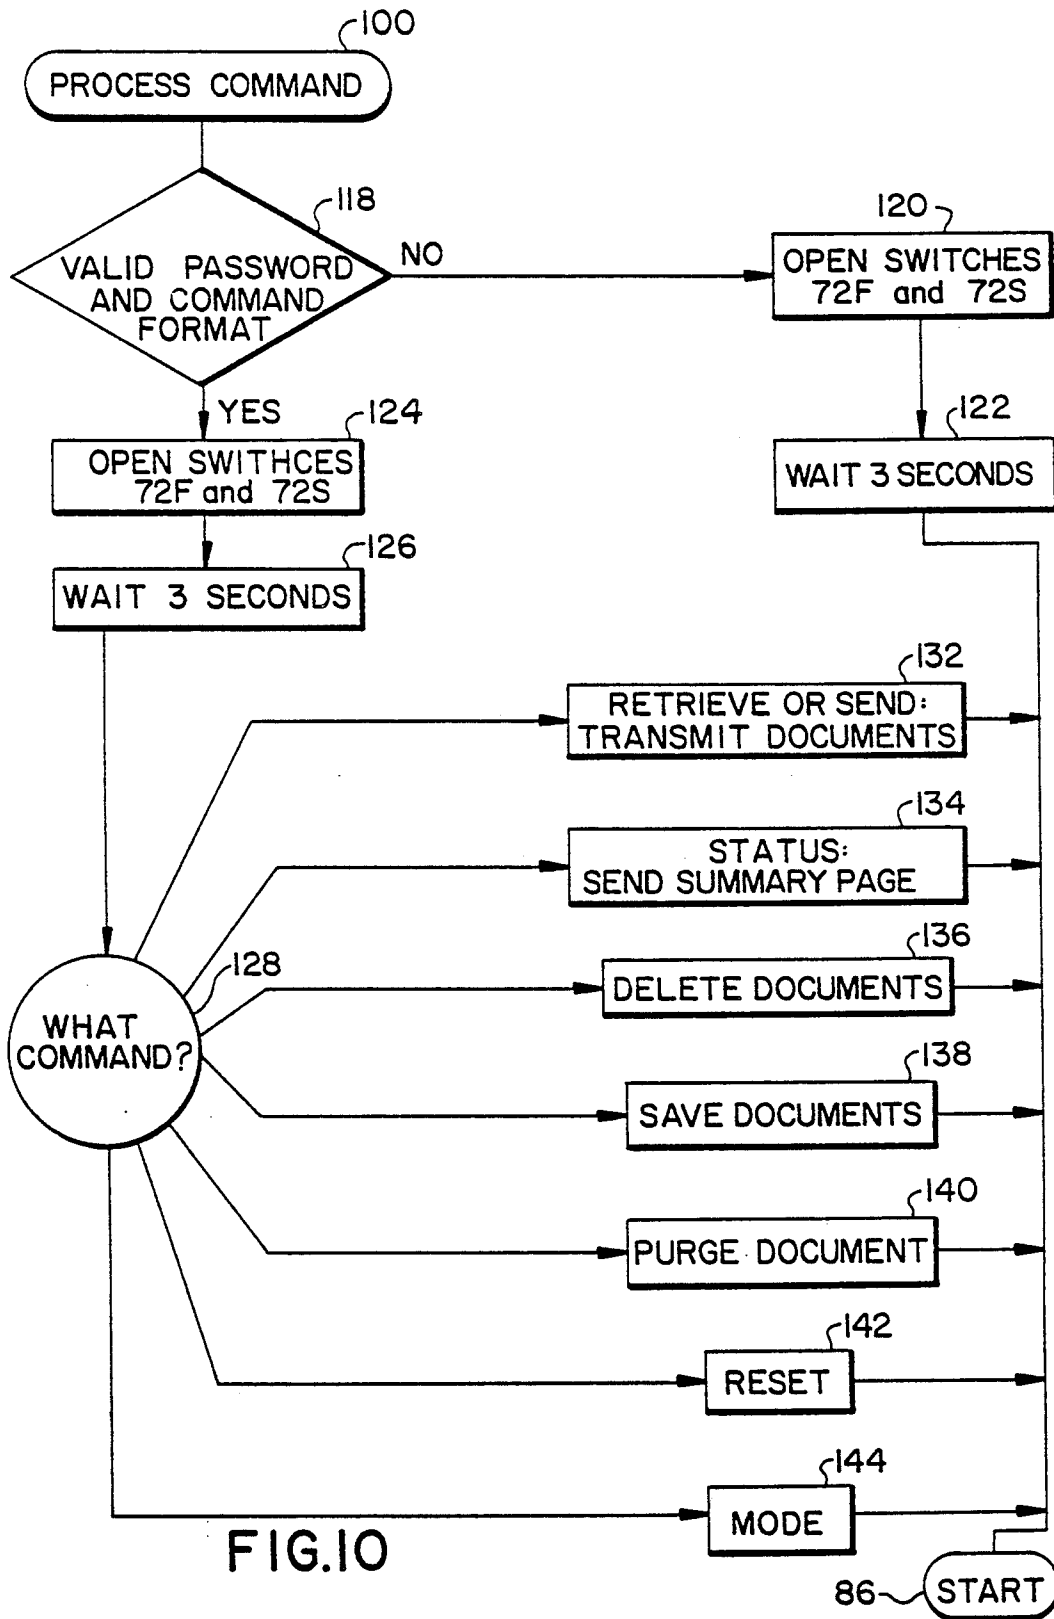 100
PROCESS COMMAND
118
VALID PASSWORD
AND COMMAND
FORMAT
NO
120
OPEN SWITCHES
72F and 72S
YES
124
OPEN SWITHCES
72F and 72S
122
WAIT 3 SECONDS
126
WAIT 3 SECONDS
132
RETRIEVE OR SEND:
TRANSMIT DOCUMENTS
134
STATUS:
SEND SUMMARY PAGE
128
WHAT
COMMAND?
136
DELETE DOCUMENTS
138
SAVE DOCUMENTS
140
PURGE DOCUMENT
142
RESET
144
MODE
FIG.10
86
START